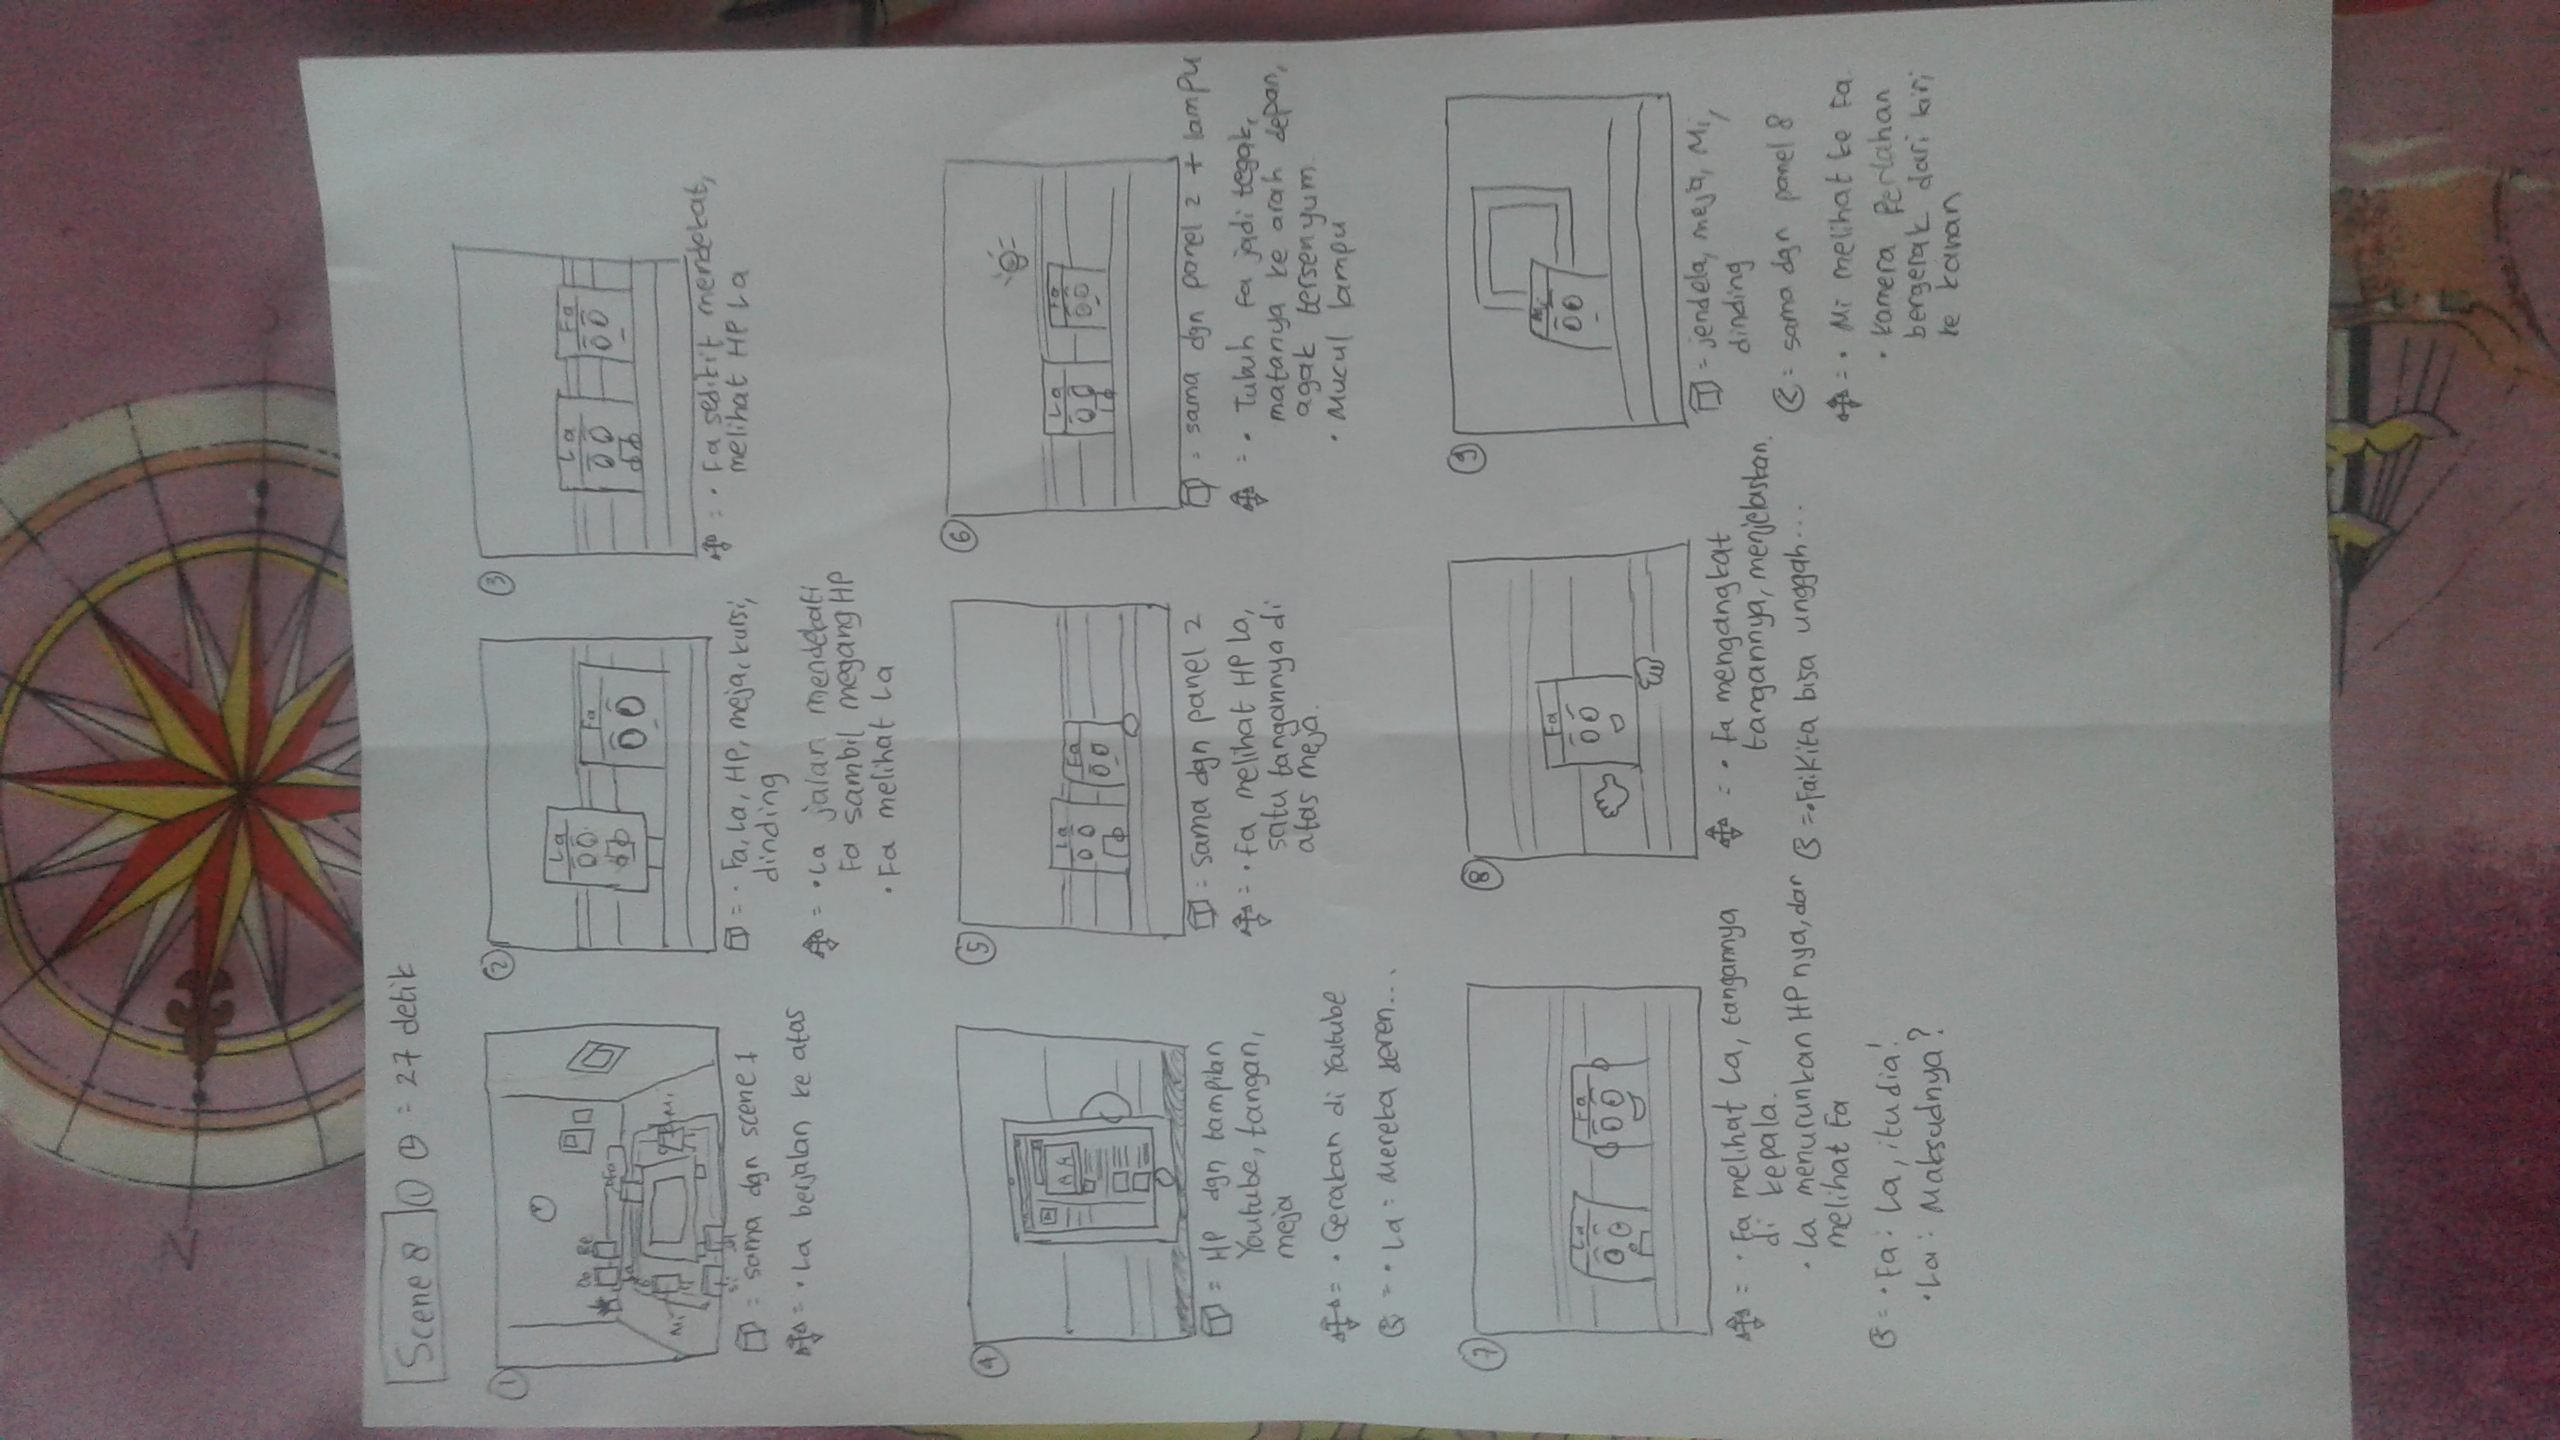 Scene 8 ① = 27 detik
①
Do Re
Fa
Mi
Mi
= sama dgn scene 1
= • La berjalan ke atas
②
La
Fa
= • Fa, La, HP, meja, kursi,
dinding
= • La jalan mendekati
Fa sambil megang HP
• Fa melihat La
③
La Fa
= • Fa sedikit mendekat,
melihat HP La
④
= HP dgn tampilan
Youtube, tangan,
meja
= • Gerakan di Youtube
= • La: Mereka keren...
⑤
La Fa
= sama dgn panel 2
= • Fa melihat HP La,
satu tangannya di
atas meja.
⑥
La Fa
= sama dgn panel 2 + lampu
= • Tubuh Fa jadi tegak,
matanya ke arah depan,
agak tersenyum
• Mucul lampu
⑦
La Fa
= • Fa melihat La, tangannya
di kepala.
• La menurunkan HP nya, dan
melihat Fa
= • Fa: La, itu dia!
• La: Maksudnya?
⑧
Fa
= • Fa mengangkat
tangannya, menjelaskan.
= • Fa: Kita bisa unggah...
⑨
Mi
= jendela, meja, Mi,
dinding
= sama dgn panel 8
= • Mi melihat ke Fa.
• Kamera Perlahan
bergerak dari kiri
ke kanan